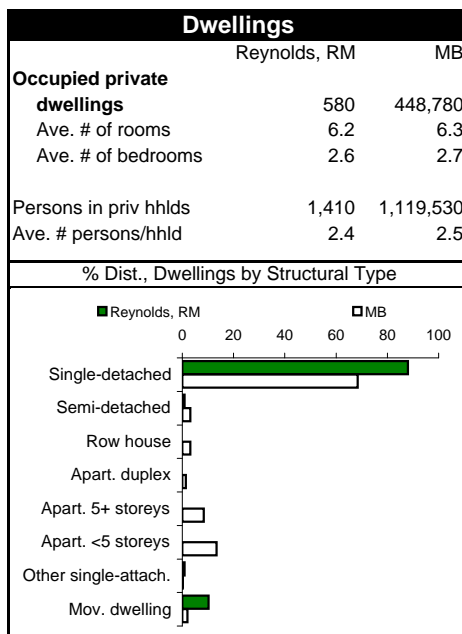 Dwellings
Reynolds, RM MB
Occupied private
dwellings 580 448,780
Ave. # of rooms 6.2 6.3
Ave. # of bedrooms 2.6 2.7
Persons in priv hhlds 1,410 1,119,530
Ave. # persons/hhld 2.4 2.5
% Dist., Dwellings by Structural Type
Reynolds, RM MB
0 20 40 60 80 100
Single-detached
Semi-detached
Row house
Apart. duplex
Apart. 5+ storeys
Apart. <5 storeys
Other single-attach.
Mov. dwelling